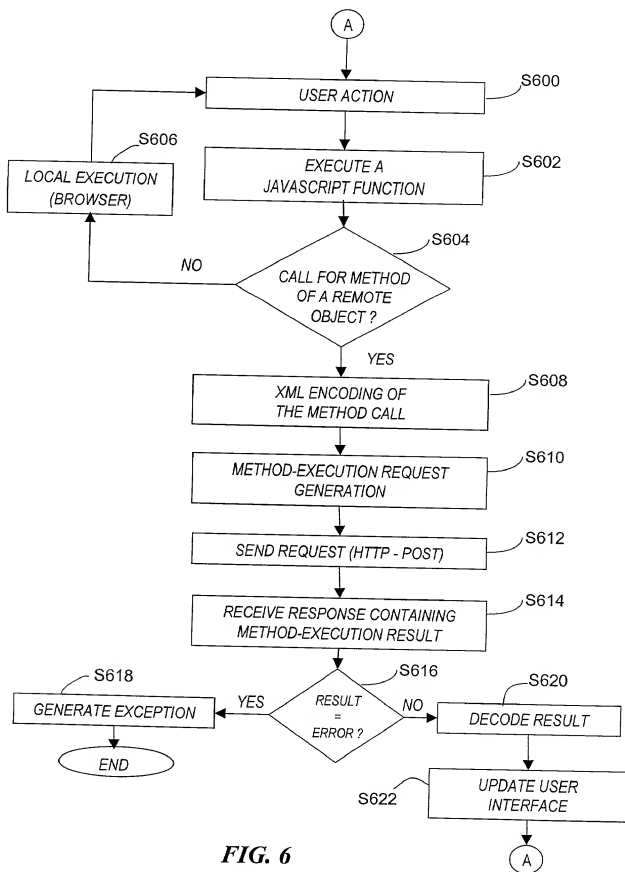 A
S600
USER ACTION
S606
S602
LOCAL EXECUTION
(BROWSER)
EXECUTE A
JAVASCRIPT FUNCTION
S604
NO
CALL FOR METHOD
OF A REMOTE
OBJECT ?
YES
S608
XML ENCODING OF
THE METHOD CALL
S610
METHOD-EXECUTION REQUEST
GENERATION
S612
SEND REQUEST (HTTP - POST)
S614
RECEIVE RESPONSE CONTAINING
METHOD-EXECUTION RESULT
S616
S618
S620
YES
RESULT
=
ERROR ?
NO
GENERATE EXCEPTION
DECODE RESULT
END
S622
UPDATE USER
INTERFACE
A
FIG. 6